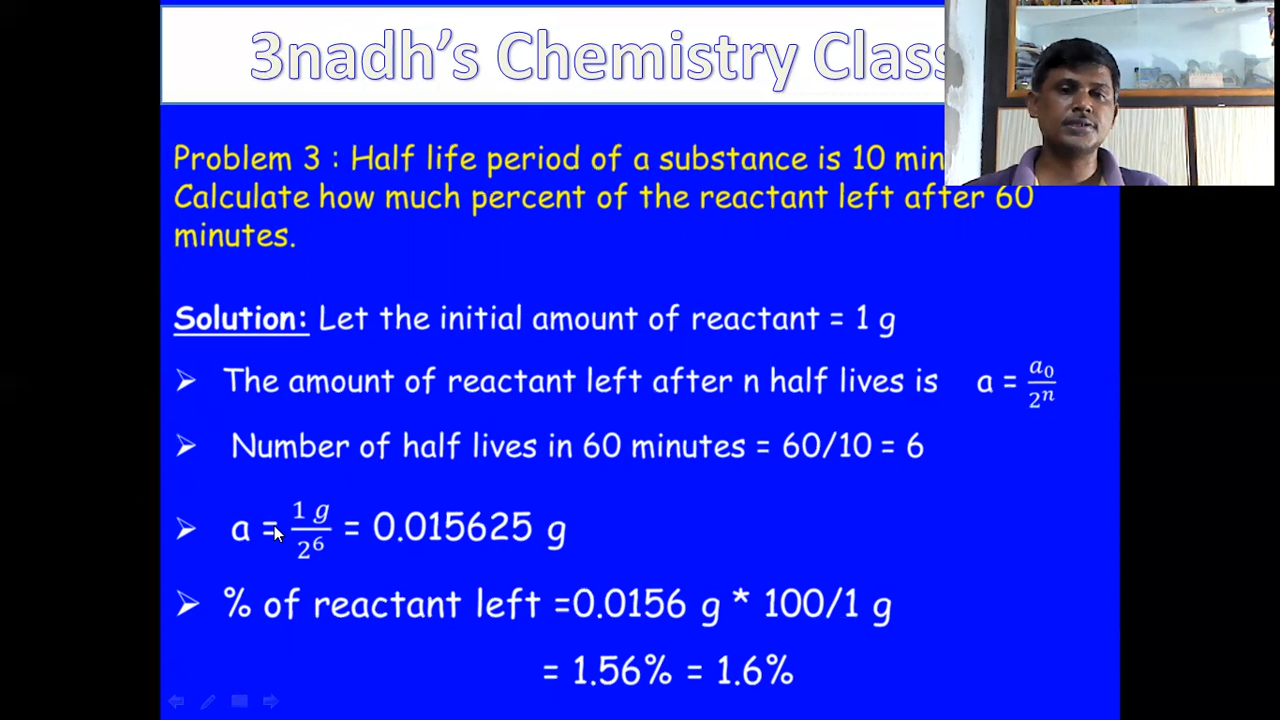 3nadh's Chemistry Class
Problem 3 : Half life period of a substance is 10 min
Calculate how much percent of the reactant left after 60
minutes.
Solution: Let the initial amount of reactant = 1 g
➢ The amount of reactant left after n half lives is a = a₀/2ⁿ
➢ Number of half lives in 60 minutes = 60/10 = 6
➢ a = 1 g/2⁶ = 0.015625 g
➢ % of reactant left =0.0156 g * 100/1 g
= 1.56% = 1.6%